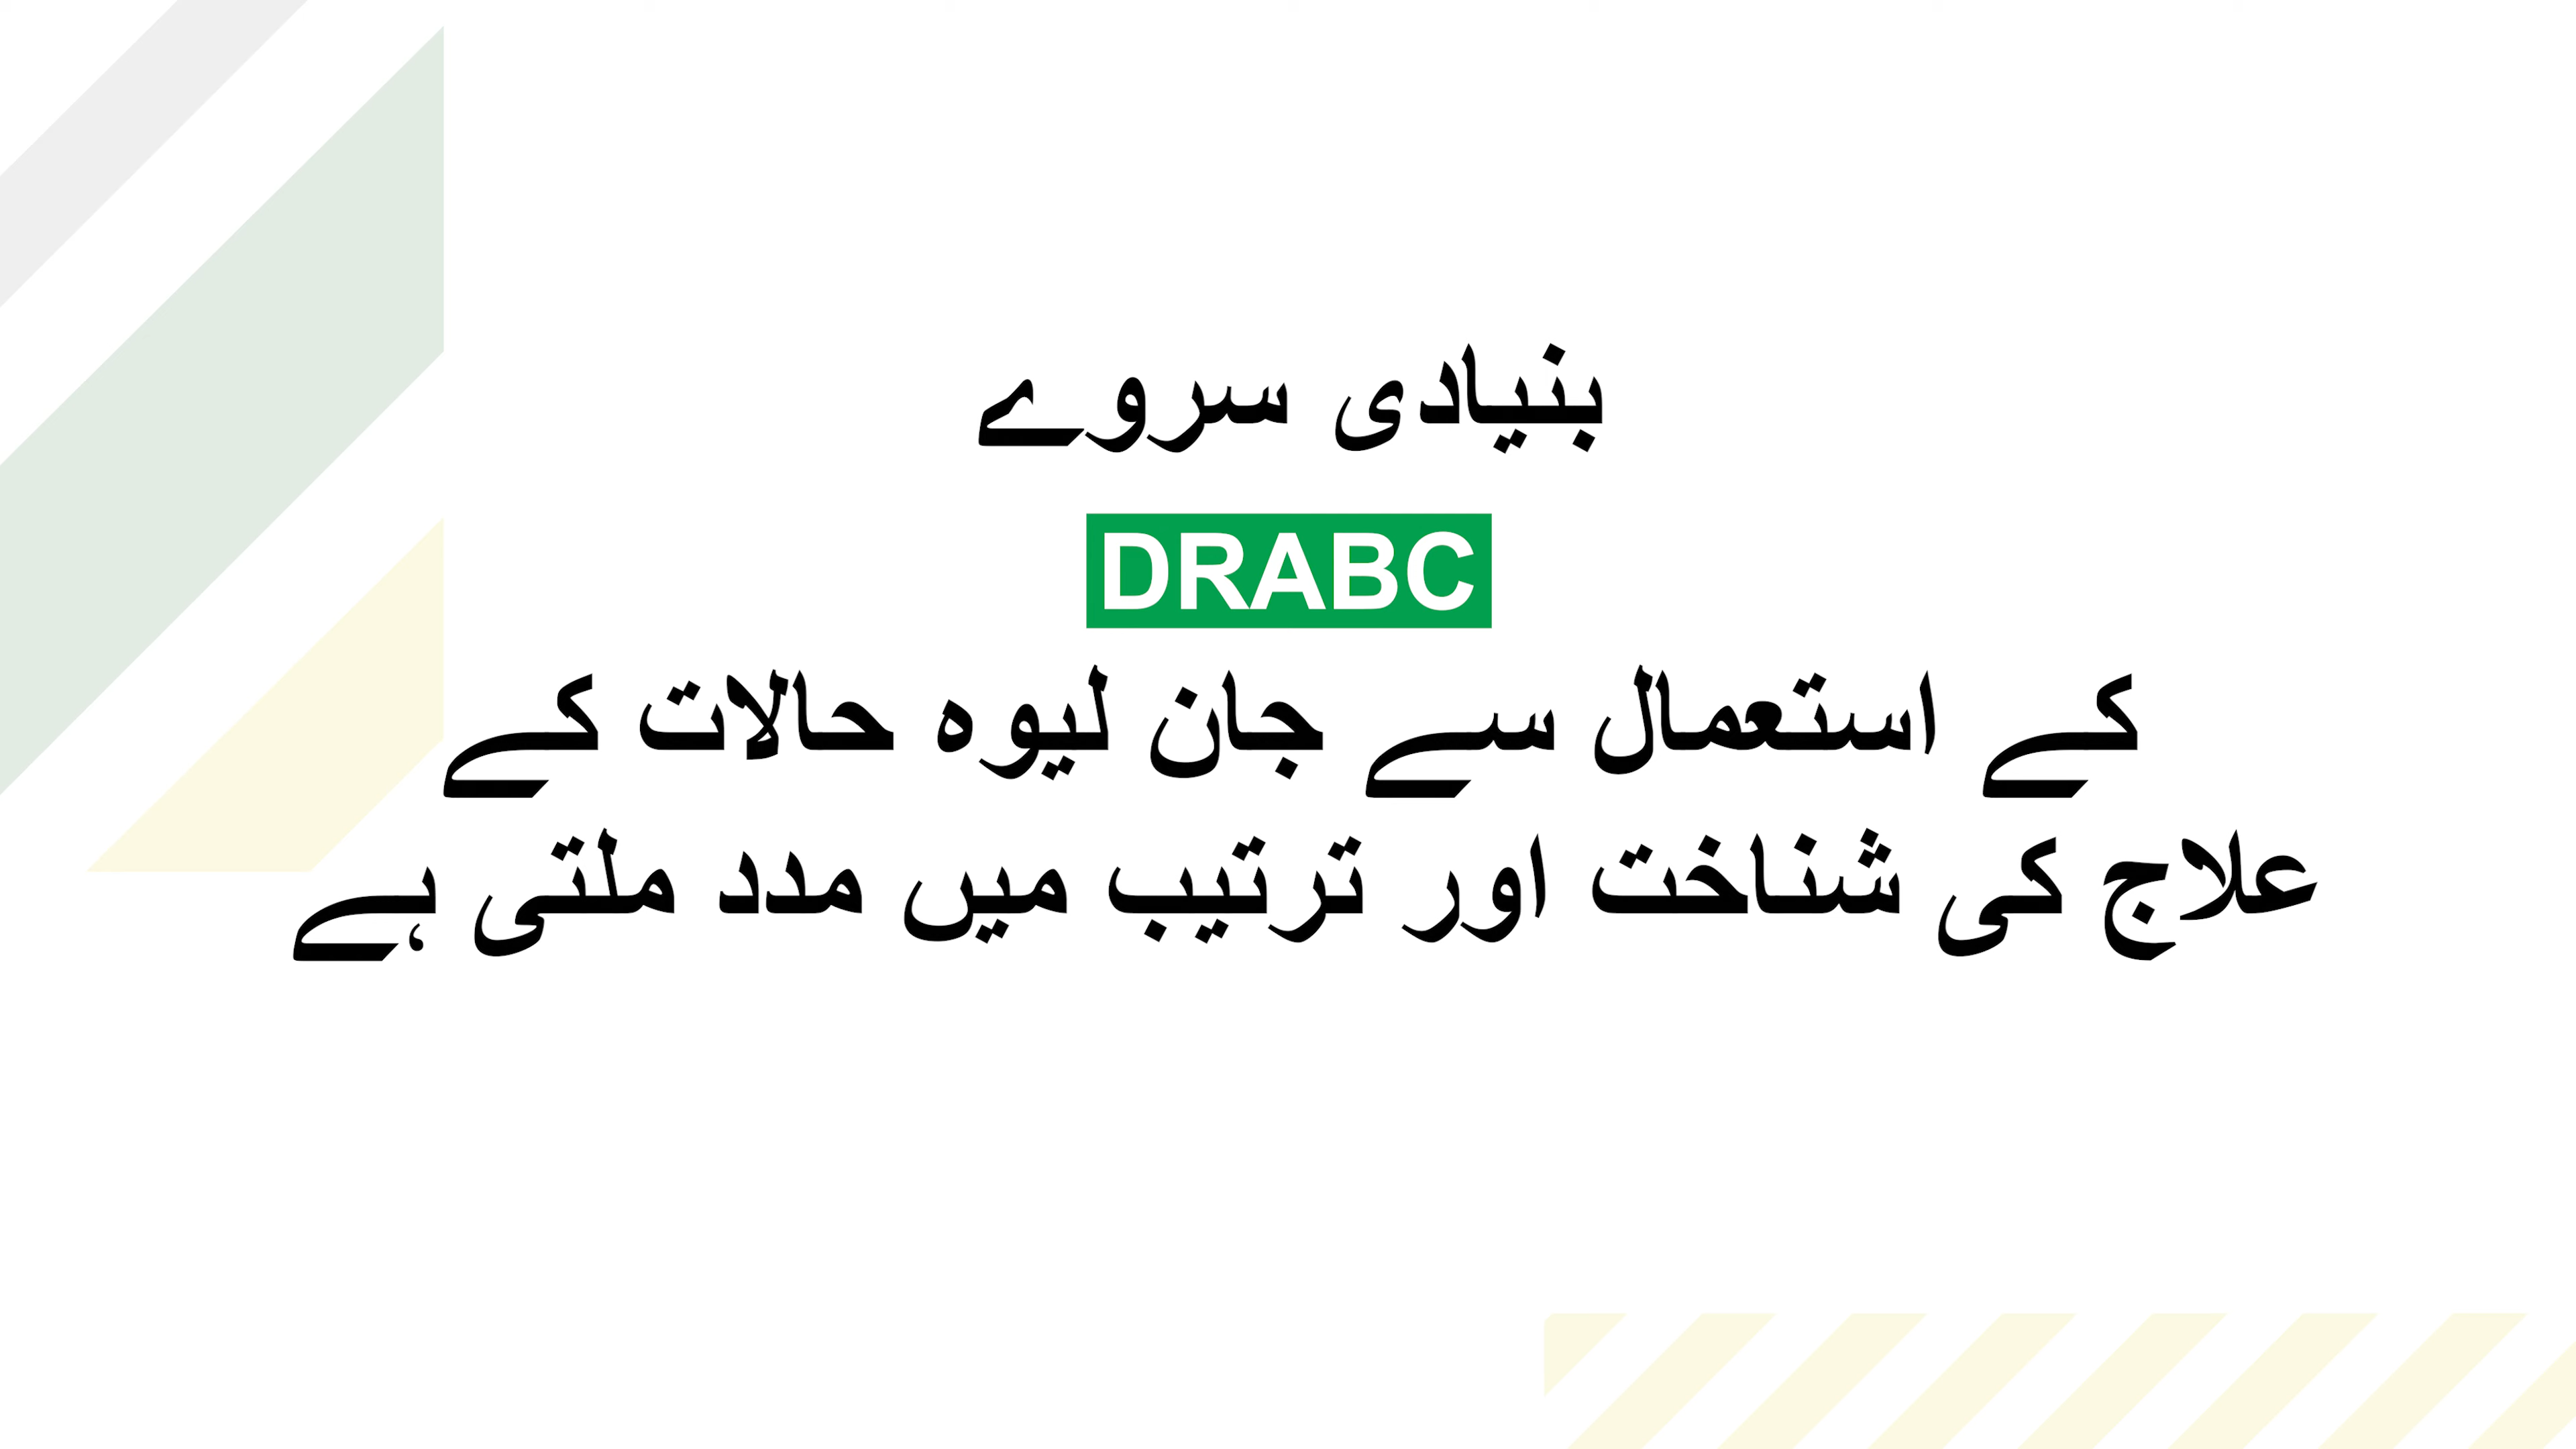 بنیادی سروے
DRABC
کے استعمال سے جان لیوہ حالات کے
علاج کی شناخت اور ترتیب میں مدد ملتی ہے